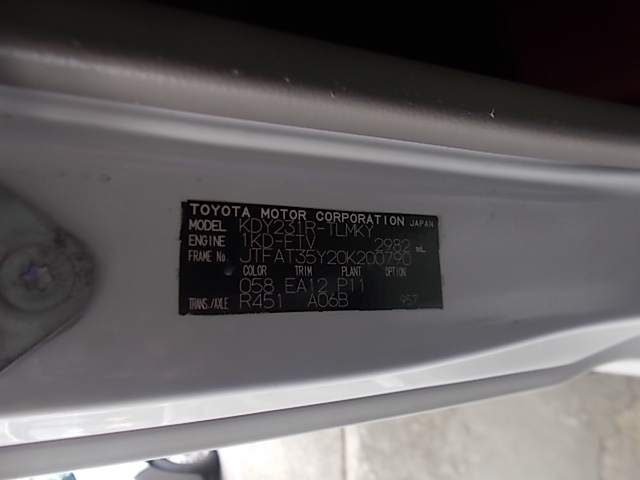 TOYOTA MOTOR CORPORATION JAPAN
MODEL KDY231R-TLMKY
ENGINE 1KD-FTV 2982 mL
FRAME No. JTFAT35Y20K200790
COLOR TRIM PLANT OPTION
058 EA12 P11
TRANS./AXLE R451 A06B 957